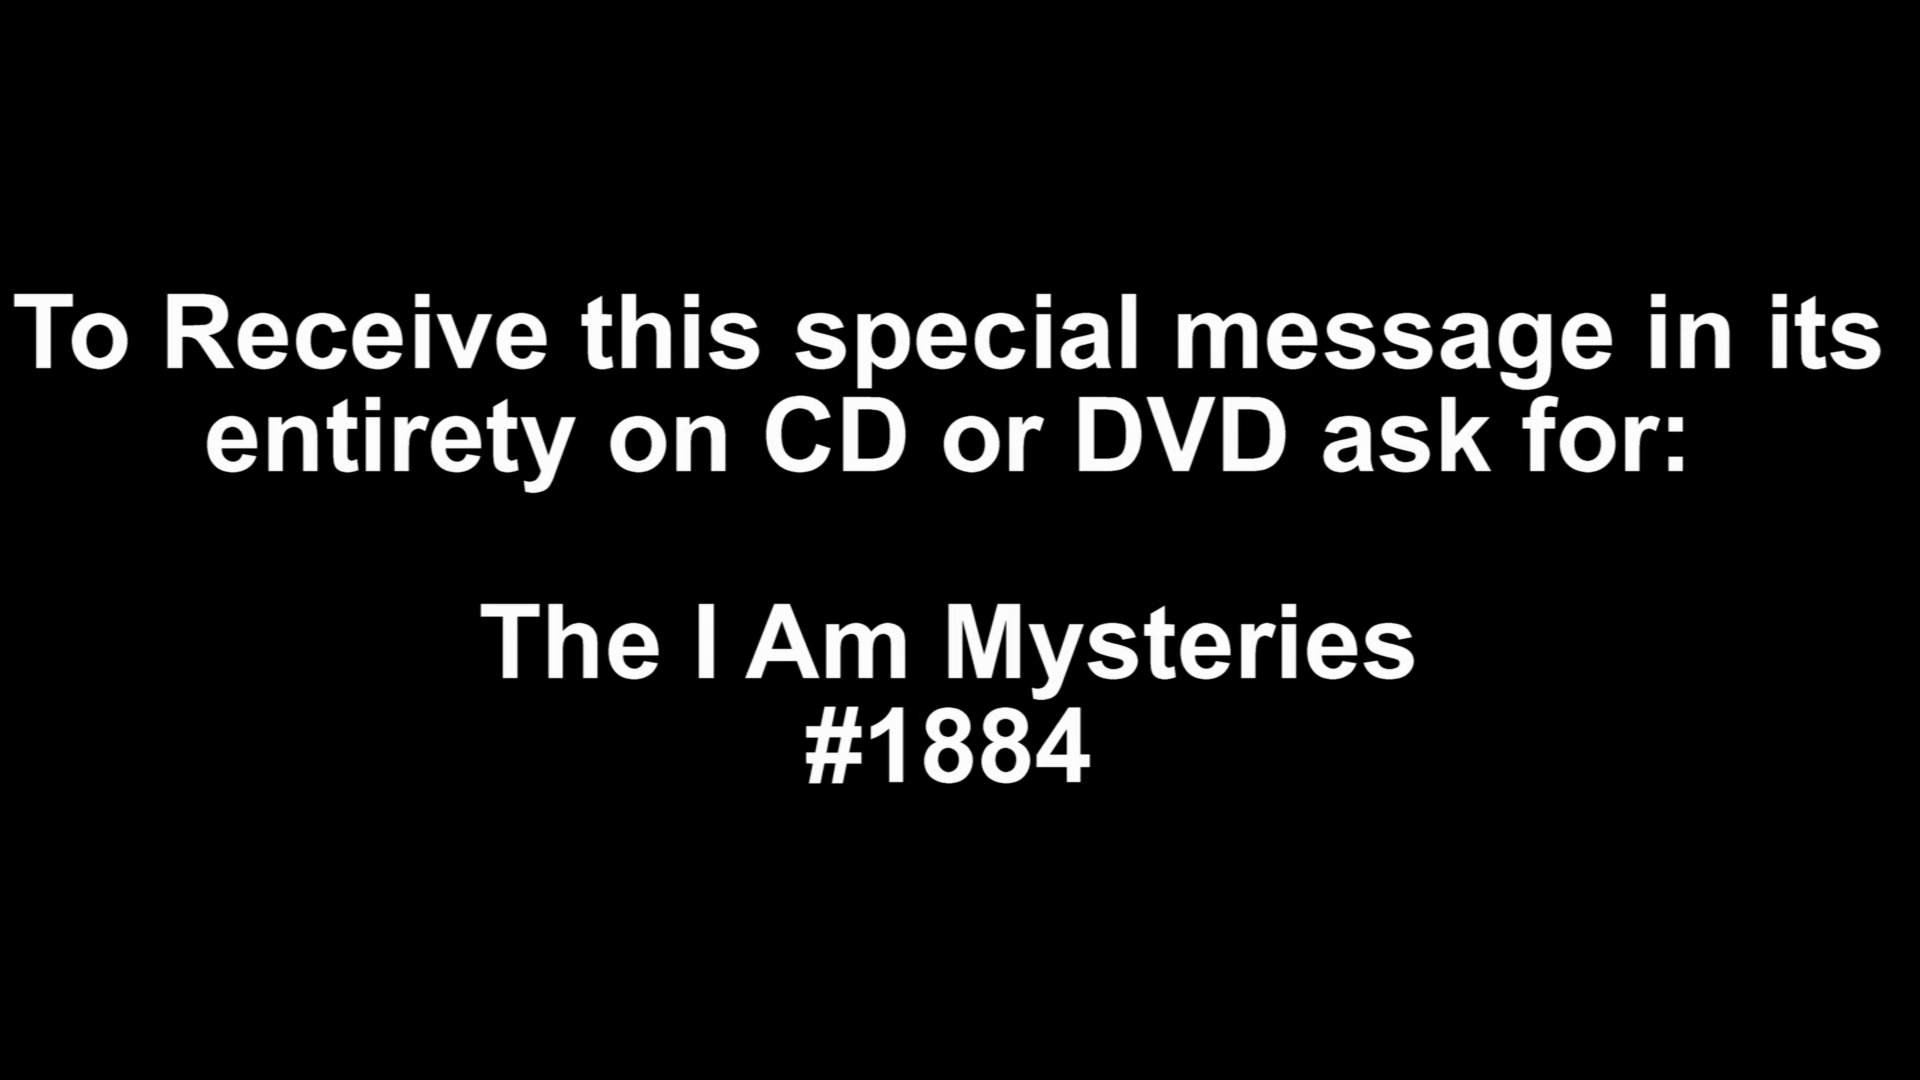 To Receive this special message in its
entirety on CD or DVD ask for:
The I Am Mysteries
#1884